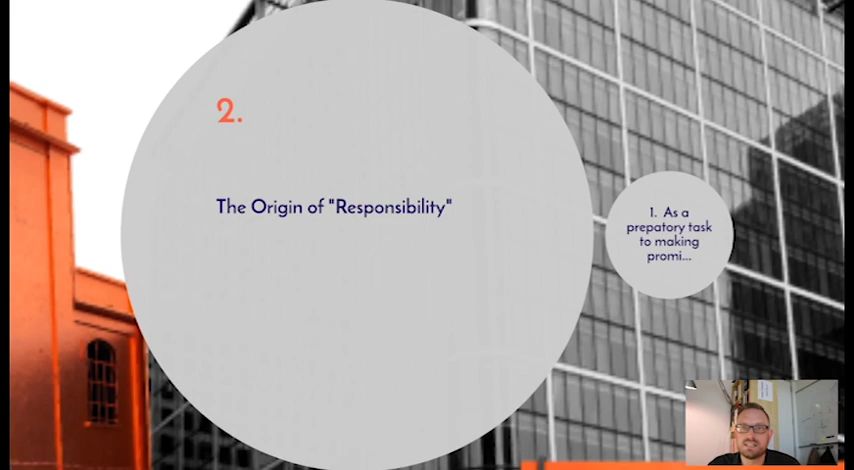 2.
The Origin of "Responsibility"
1. As a
prepatory task
to making
promi...